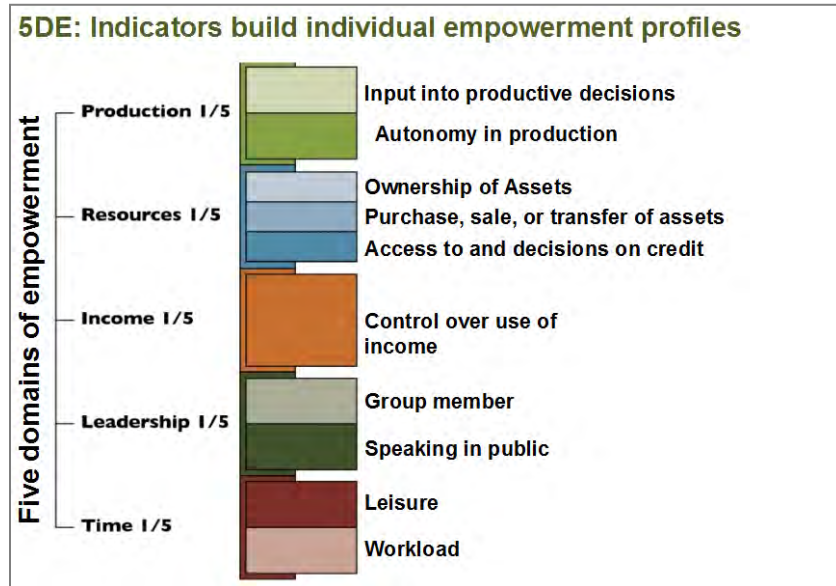 5DE: Indicators build individual empowerment profiles
Five domains of empowerment
Production 1/5
Input into productive decisions
Autonomy in production
Resources 1/5
Ownership of Assets
Purchase, sale, or transfer of assets
Access to and decisions on credit
Income 1/5
Control over use of
income
Leadership 1/5
Group member
Speaking in public
Time 1/5
Leisure
Workload